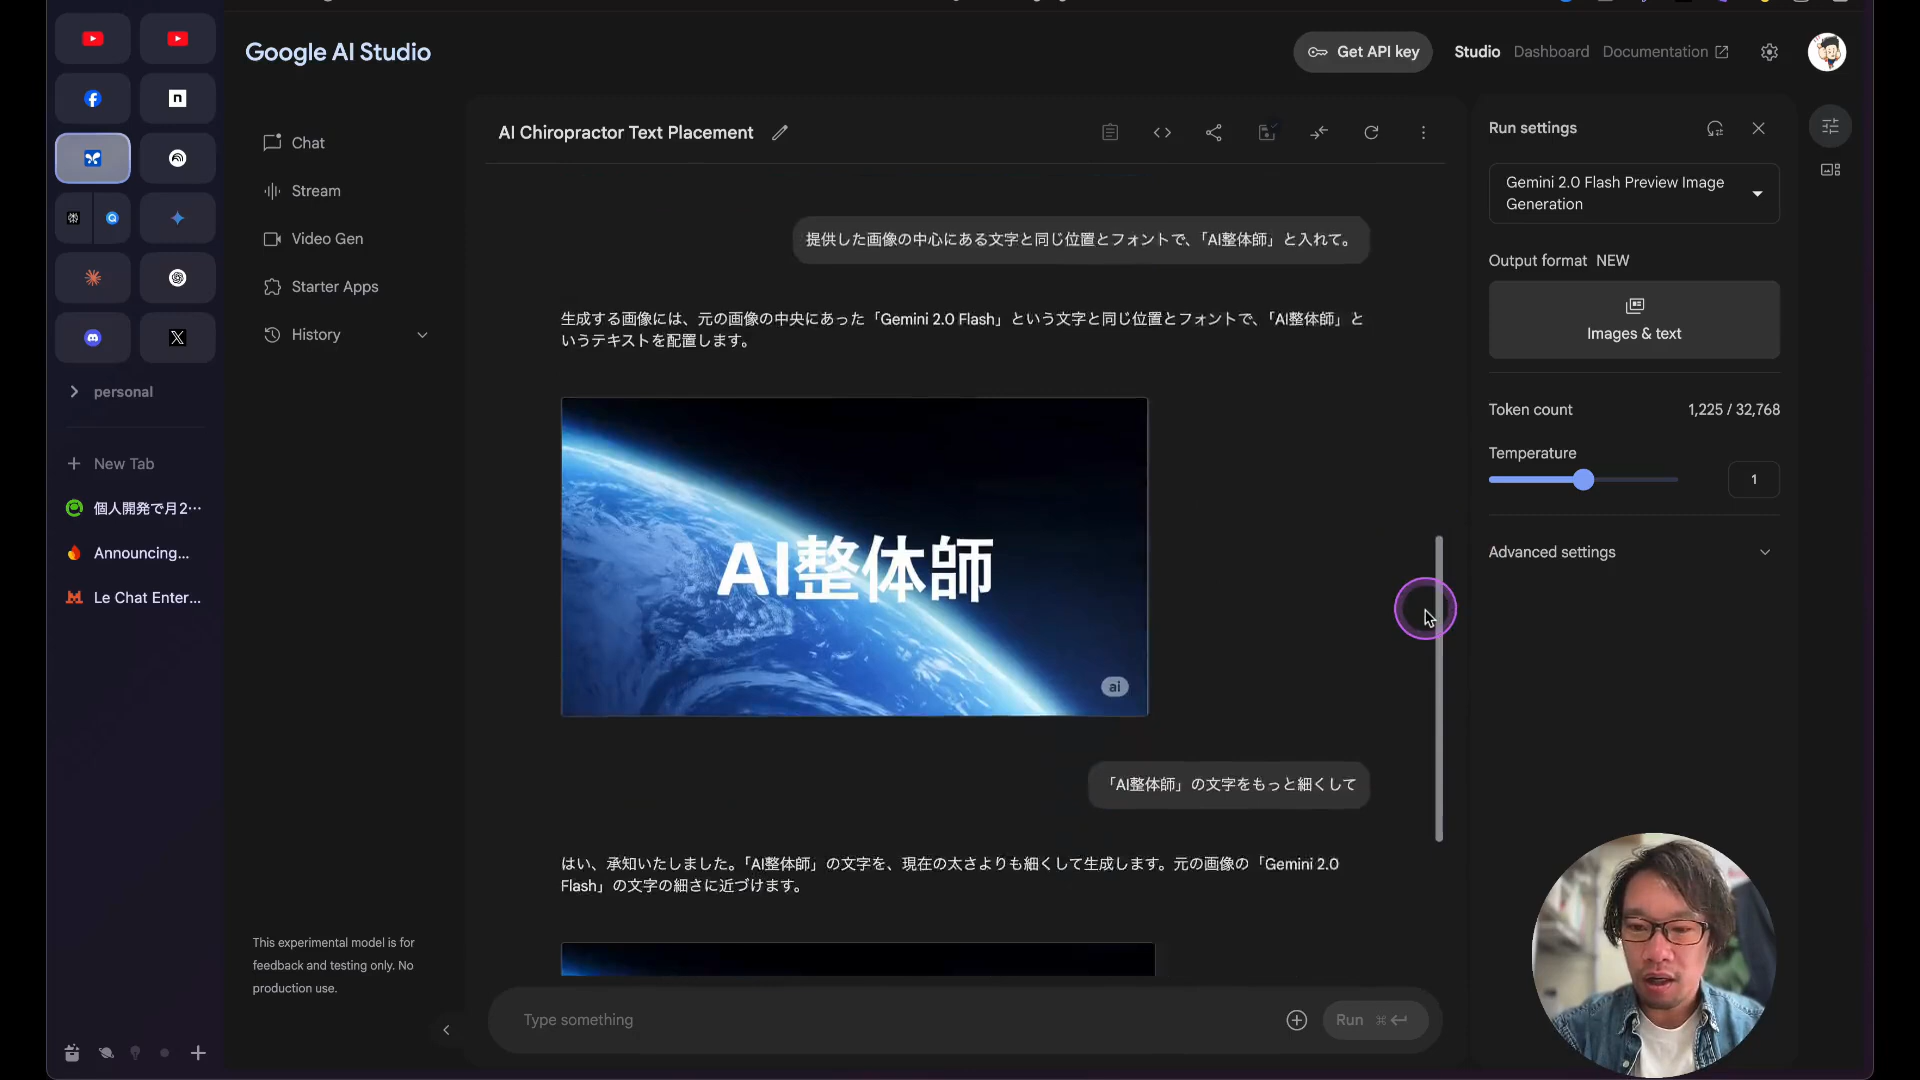 Google AI Studio
Get API key
Studio
Dashboard
Documentation
Chat
Stream
Video Gen
Starter Apps
History
personal
New Tab
個人開発で月2…
Announcing...
Le Chat Enter...
This experimental model is for
feedback and testing only. No
production use.
AI Chiropractor Text Placement
提供した画像の中心にある文字と同じ位置とフォントで、「AI整体師」と入れて。
生成する画像には、元の画像の中央にあった「Gemini 2.0 Flash」という文字と同じ位置とフォントで、「AI整体師」と
いうテキストを配置します。
AI整体師
ai
「AI整体師」の文字をもっと細くして
はい、承知いたしました。「AI整体師」の文字を、現在の太さよりも細くして生成します。元の画像の「Gemini 2.0
Flash」の文字の細さに近づけます。
Type something
Run ⌘
Run settings
Gemini 2.0 Flash Preview Image
Generation
Output format NEW
Images & text
Token count 1,225 / 32,768
Temperature
1
Advanced settings